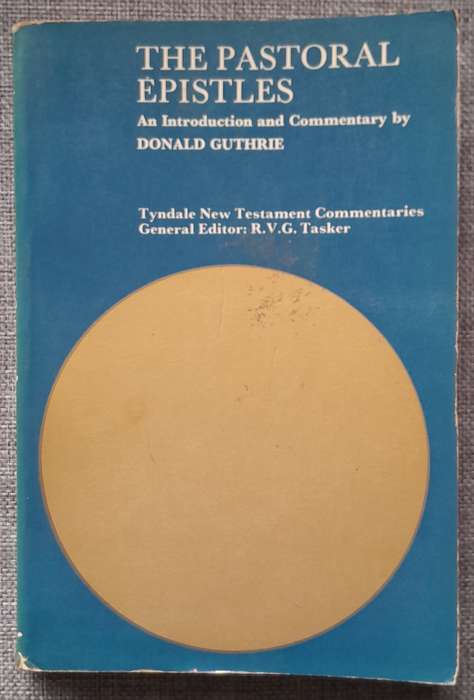 THE PASTORAL
EPISTLES
An Introduction and Commentary by
DONALD GUTHRIE
Tyndale New Testament Commentaries
General Editor: R.V.G. Tasker